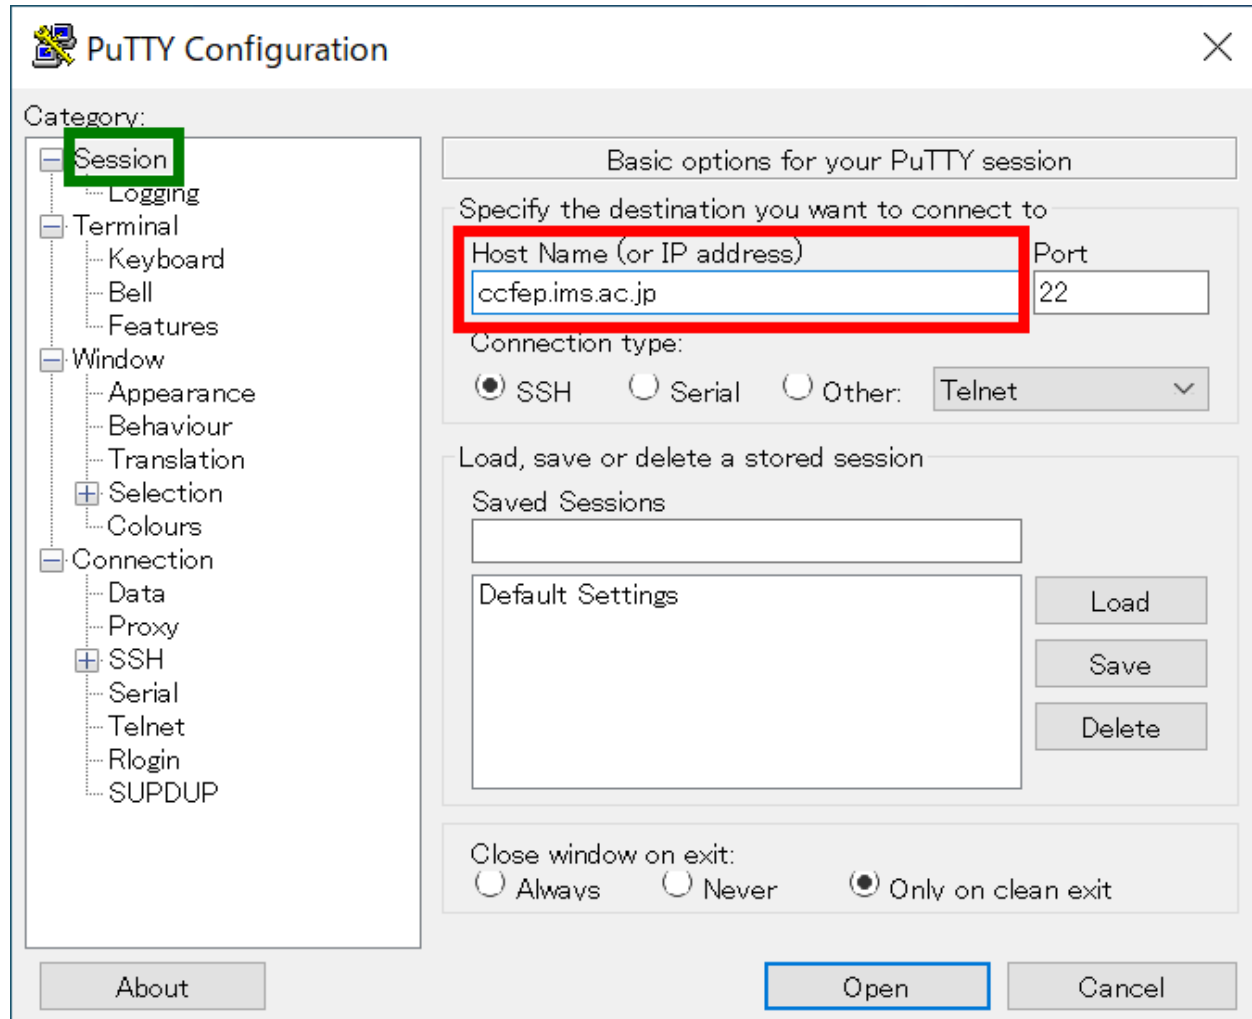 PuTTY Configuration
Category:
Session
Logging
Terminal
Keyboard
Bell
Features
Window
Appearance
Behaviour
Translation
Selection
Colours
Connection
Data
Proxy
SSH
Serial
Telnet
Rlogin
SUPDUP
Basic options for your PuTTY session
Specify the destination you want to connect to
Host Name (or IP address) Port
ccfep.ims.ac.jp 22
Connection type:
SSH Serial Other: Telnet
Load, save or delete a stored session
Saved Sessions
Default Settings
Load
Save
Delete
Close window on exit:
Always Never Only on clean exit
About Open Cancel